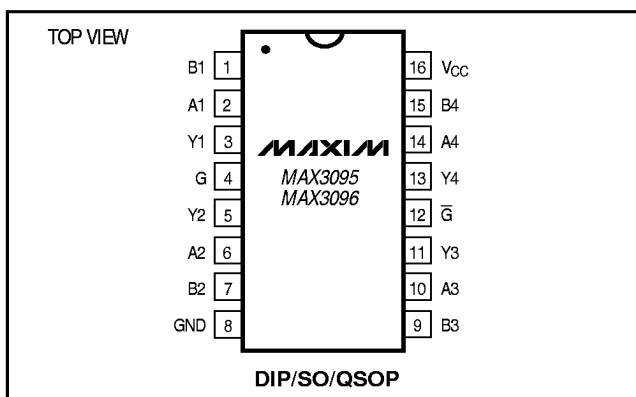 TOP VIEW
B1 1
A1 2
Y1 3
G 4
Y2 5
A2 6
B2 7
GND 8
MAXIM
MAX3095
MAX3096
16 VCC
15 B4
14 A4
13 Y4
12 G̅
11 Y3
10 A3
9 B3
DIP/SO/QSOP